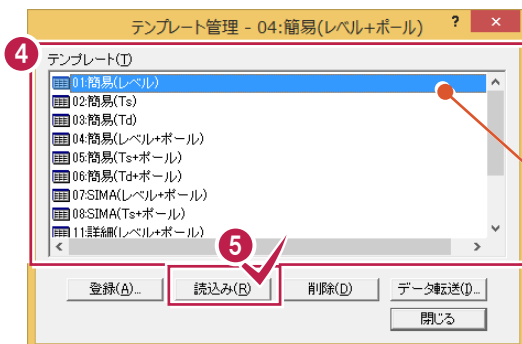 テンプレート管理 - 04:簡易(レベル+ポール) ? ×
4
テンプレート(T)
01:簡易(レベル)
02:簡易(Ts)
03:簡易(Td)
04:簡易(レベル+ポール)
05:簡易(Ts+ポール)
06:簡易(Td+ポール)
07:SIMA(レベル+ポール)
08:SIMA(Ts+ポール)
11:詳細(レベル+ポール)
5
登録(A)... 読込み(R) 削除(D) データ転送(I)...
閉じる